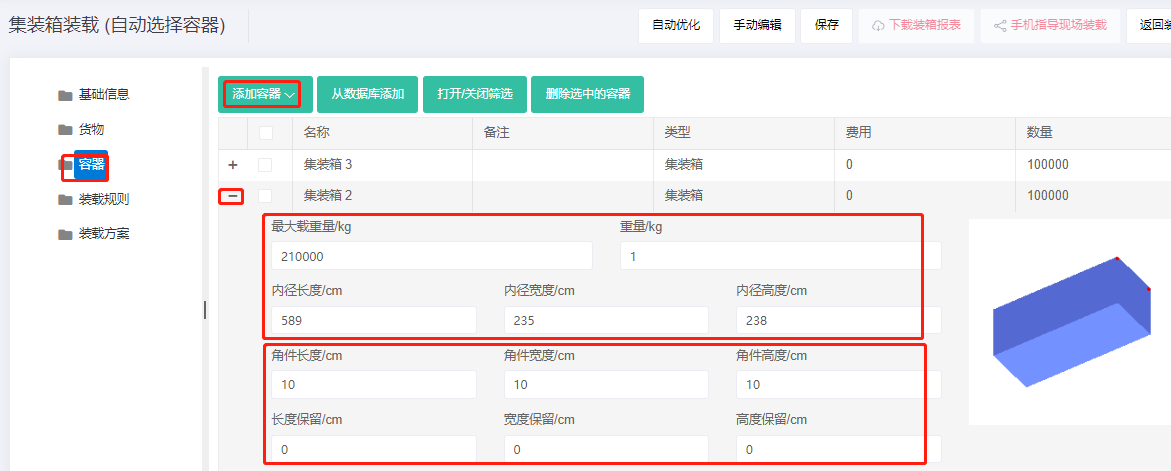 集装箱装载 (自动选择容器)
自动优化 手动编辑 保存 下载装箱报表 手机指导现场装载 返回装
基础信息
货物
容器
装载规则
装载方案
添加容器 从数据库添加 打开/关闭筛选 删除选中的容器
名称 备注 类型 费用 数量
+ 集装箱 3 集装箱 0 100000
− 集装箱 2 集装箱 0 100000
最大载重量/kg 重量/kg
210000 1
内径长度/cm 内径宽度/cm 内径高度/cm
589 235 238
角件长度/cm 角件宽度/cm 角件高度/cm
10 10 10
长度保留/cm 宽度保留/cm 高度保留/cm
0 0 0